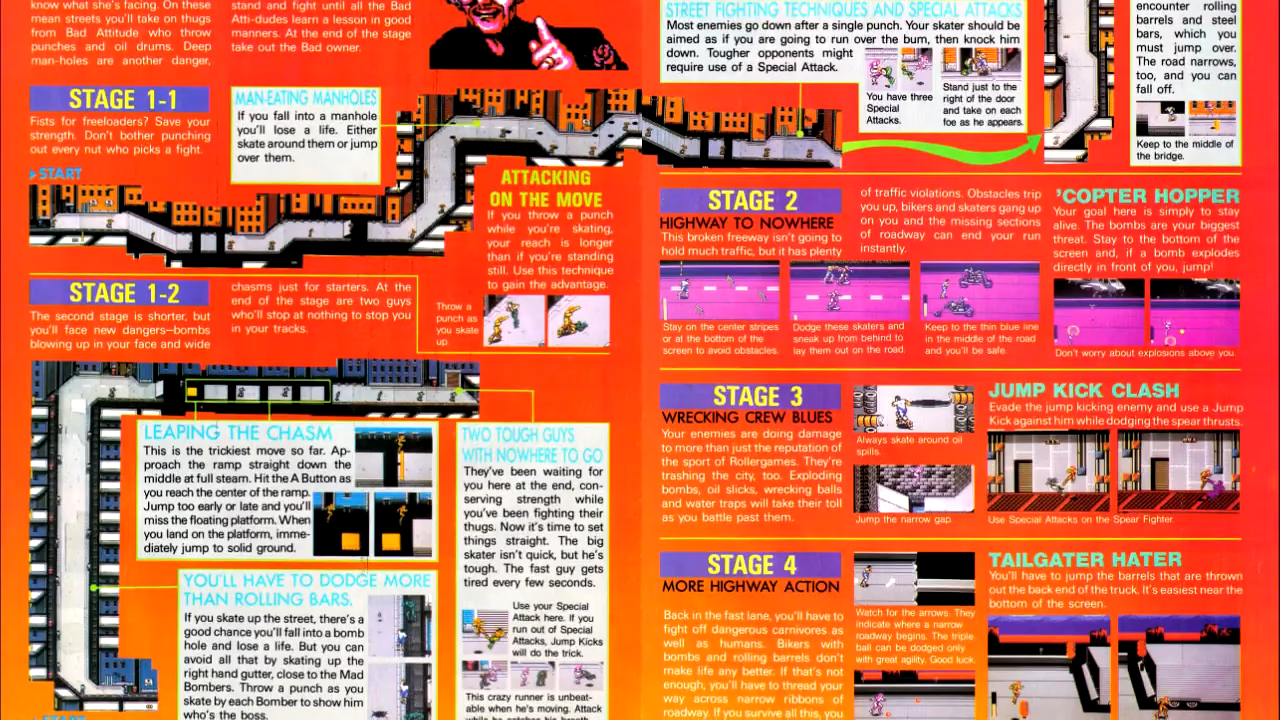 know what she's facing. On these
mean streets you'll take on thugs
from Bad Attitude who throw
punches and oil drums. Deep
man-holes are another danger,
stand and fight until all the Bad
Atti-dudes learn a lesson in good
manners. At the end of the stage
take out the Bad owner.
STAGE 1-1
Fists for freeloaders? Save your
strength. Don't bother punching
out every nut who picks a fight.
START
MAN-EATING MANHOLES
If you fall into a manhole
you'll lose a life. Either
skate around them or jump
over them.
ATTACKING
ON THE MOVE
If you throw a punch
while you're skating,
your reach is longer
than if you're standing
still. Use this technique
to gain the advantage.
Throw a
punch as
you skate
up.
STAGE 1-2
The second stage is shorter, but
you'll face new dangers—bombs
blowing up in your face and wide
chasms just for starters. At the
end of the stage are two guys
who'll stop at nothing to stop you
in your tracks.
LEAPING THE CHASM
This is the trickiest move so far. Ap-
proach the ramp straight down the
middle at full steam. Hit the A Button as
you reach the center of the ramp.
Jump too early or late and you'll
miss the floating platform. When
you land on the platform, imme-
diately jump to solid ground.
YOU'LL HAVE TO DODGE MORE
THAN ROLLING BARS.
If you skate up the street, there's a
good chance you'll fall into a bomb
hole and lose a life. But you can
avoid all that by skating up the
right hand gutter, close to the Mad
Bombers. Throw a punch as you
skate by each Bomber to show him
who's the boss.
START
TWO TOUGH GUYS
WITH NOWHERE TO GO
They've been waiting for
you here at the end, con-
serving strength while
you've been fighting their
thugs. Now it's time to set
things straight. The big
skater isn't quick, but he's
tough. The fast guy gets
tired every few seconds.
Use your Special
Attack here. If you
run out of Special
Attacks, Jump Kicks
will do the trick.
This crazy runner is unbeat-
able when he's moving. Attack
while he catches his breath
STREET FIGHTING TECHNIQUES AND SPECIAL ATTACKS
Most enemies go down after a single punch. Your skater should be
aimed as if you are going to run over the bum, then knock him
down. Tougher opponents might
require use of a Special Attack.
You have three
Special
Attacks.
Stand just to the
right of the door
and take on each
foe as he appears.
encounter rolling
barrels and steel
bars, which you
must jump over.
The road narrows,
too, and you can
fall off.
Keep to the middle of
the bridge.
STAGE 2
HIGHWAY TO NOWHERE
This broken freeway isn't going to
hold much traffic, but it has plenty
of traffic violations. Obstacles trip
you up, bikers and skaters gang up
on you and the missing sections
of roadway can end your run
instantly.
Stay on the center stripes
or at the bottom of the
screen to avoid obstacles.
Dodge these skaters and
sneak up from behind to
lay them out on the road.
Keep to the thin blue line
in the middle of the road
and you'll be safe.
'COPTER HOPPER
Your goal here is simply to stay
alive. The bombs are your biggest
threat. Stay to the bottom of the
screen and, if a bomb explodes
directly in front of you, jump!
Don't worry about explosions above you.
STAGE 3
WRECKING CREW BLUES
Your enemies are doing damage
to more than just the reputation of
the sport of Rollergames. They're
trashing the city, too. Exploding
bombs, oil slicks, wrecking balls
and water traps will take their toll
as you battle past them.
Always skate around oil
spills.
Jump the narrow gap.
JUMP KICK CLASH
Evade the jump kicking enemy and use a Jump
Kick against him while dodging the spear thrusts.
Use Special Attacks on the Spear Fighter.
STAGE 4
MORE HIGHWAY ACTION
Back in the fast lane, you'll have to
fight off dangerous carnivores as
well as humans. Bikers with
bombs and rolling barrels don't
make life any better. If that's not
enough, you'll have to thread your
way across narrow ribbons of
roadway. If you survive all this, you
Watch for the arrows. They
indicate where a narrow
roadway begins. The triple
ball can be dodged only
with great agility. Good luck.
TAILGATER HATER
You'll have to jump the barrels that are thrown
out the back end of the truck. It's easiest near the
bottom of the screen.